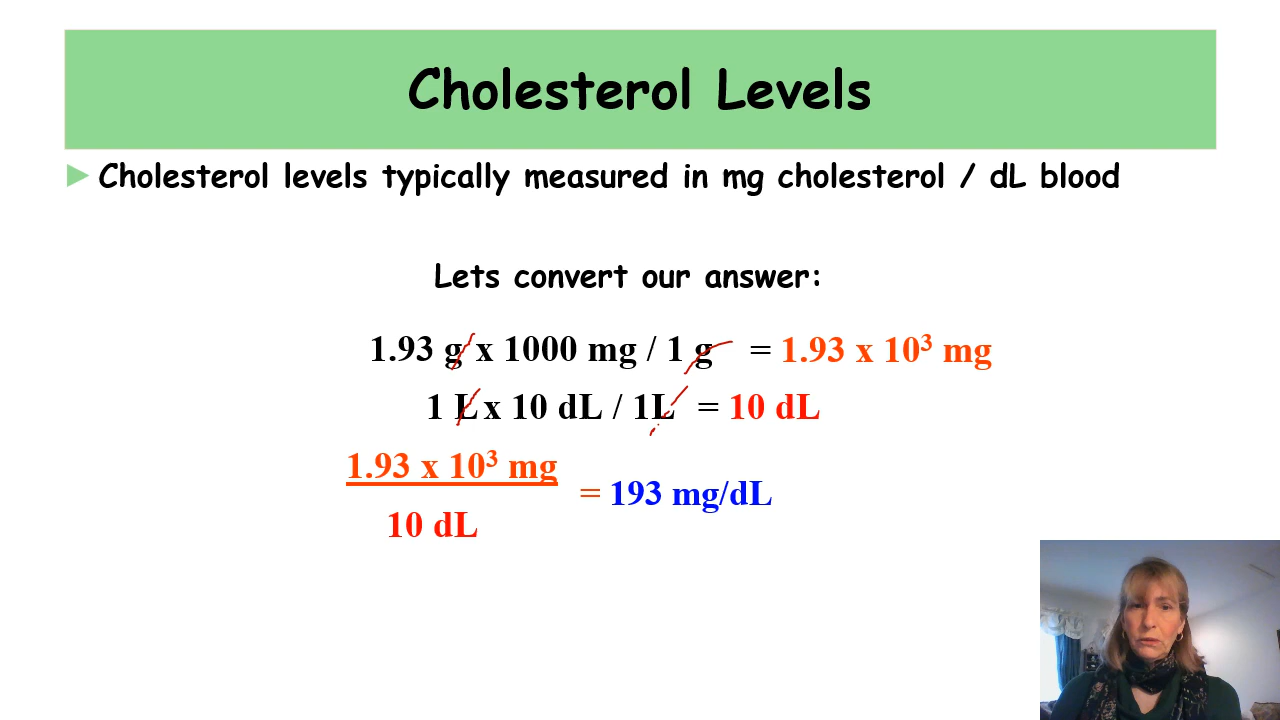 Cholesterol Levels
Cholesterol levels typically measured in mg cholesterol / dL blood
Lets convert our answer:
1.93 g x 1000 mg / 1 g = 1.93 x 10³ mg
1 L x 10 dL / 1L = 10 dL
1.93 x 10³ mg
= 193 mg/dL
10 dL